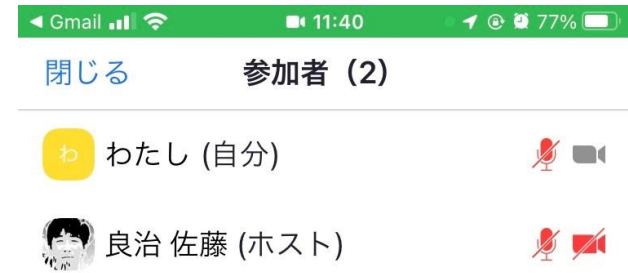 ◀ Gmail 11:40 77%
閉じる 参加者（2）
わ わたし (自分)
良治 佐藤 (ホスト)